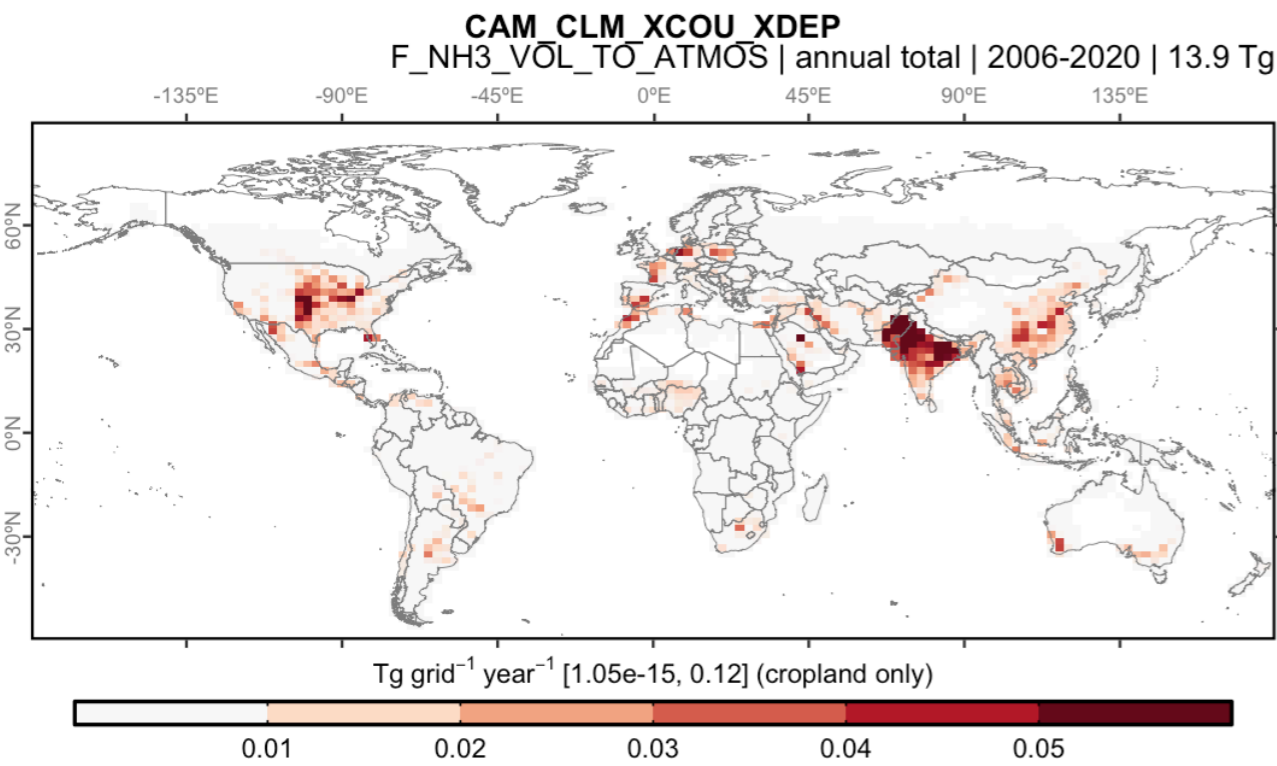 CAM_CLM_XCOU_XDEP
F_NH3_VOL_TO_ATMOS | annual total | 2006-2020 | 13.9 Tg
-135ºE -90ºE -45ºE 0ºE 45ºE 90ºE 135ºE
60ºN
30ºN
0ºN
-30ºN
Tg grid⁻¹ year⁻¹ [1.05e-15, 0.12] (cropland only)
0.01 0.02 0.03 0.04 0.05